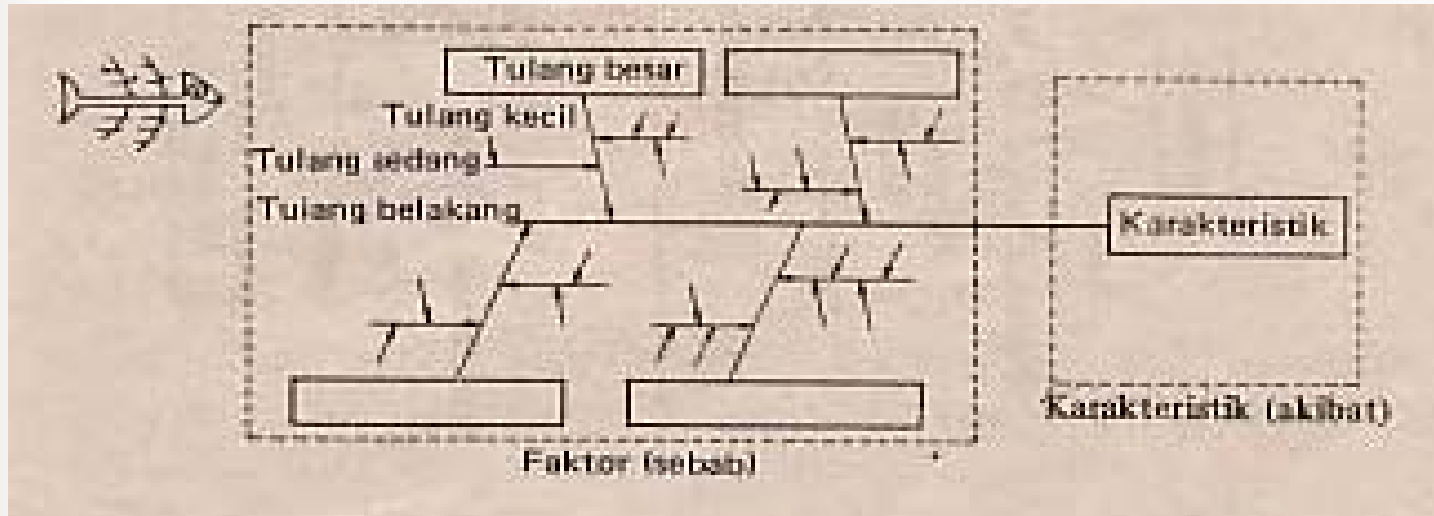 Tulang besar
Tulang kecil
Tulang sedang
Tulang belakang
Karakteristik
Karakteristik (akibat)
Faktor (sebab)